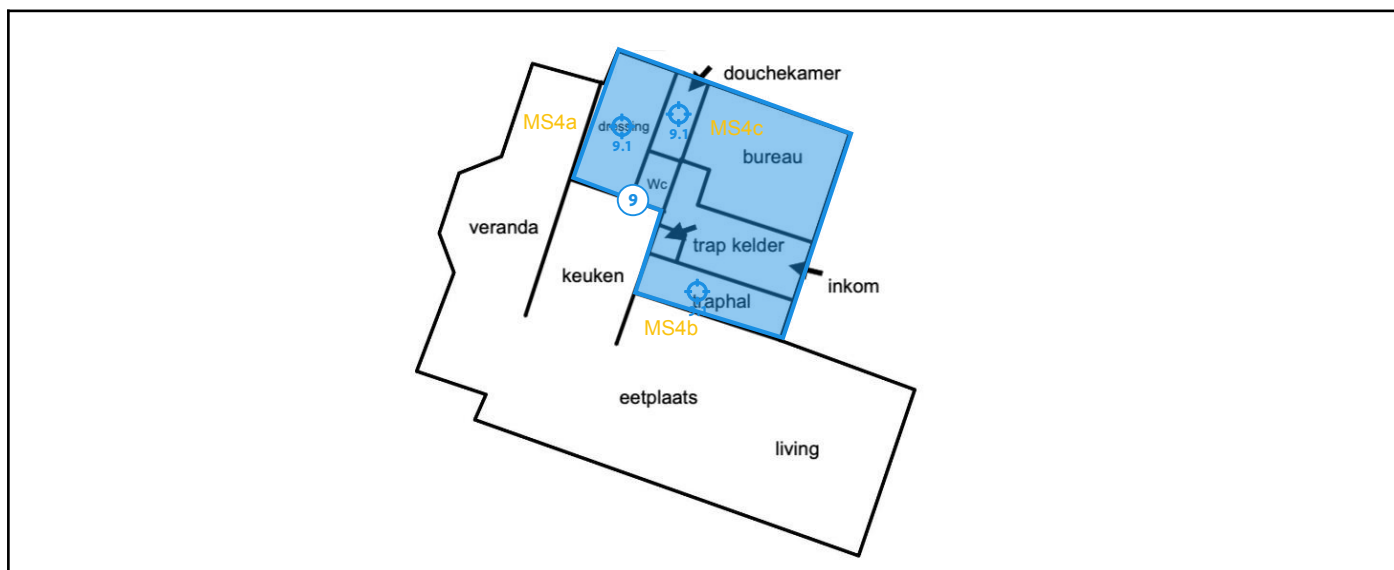 douchekamer
MS4a
dressing
9.1
9.1
MS4c
bureau
Wc
9
veranda
trap kelder
keuken
inkom
traphal
MS4b
eetplaats
living